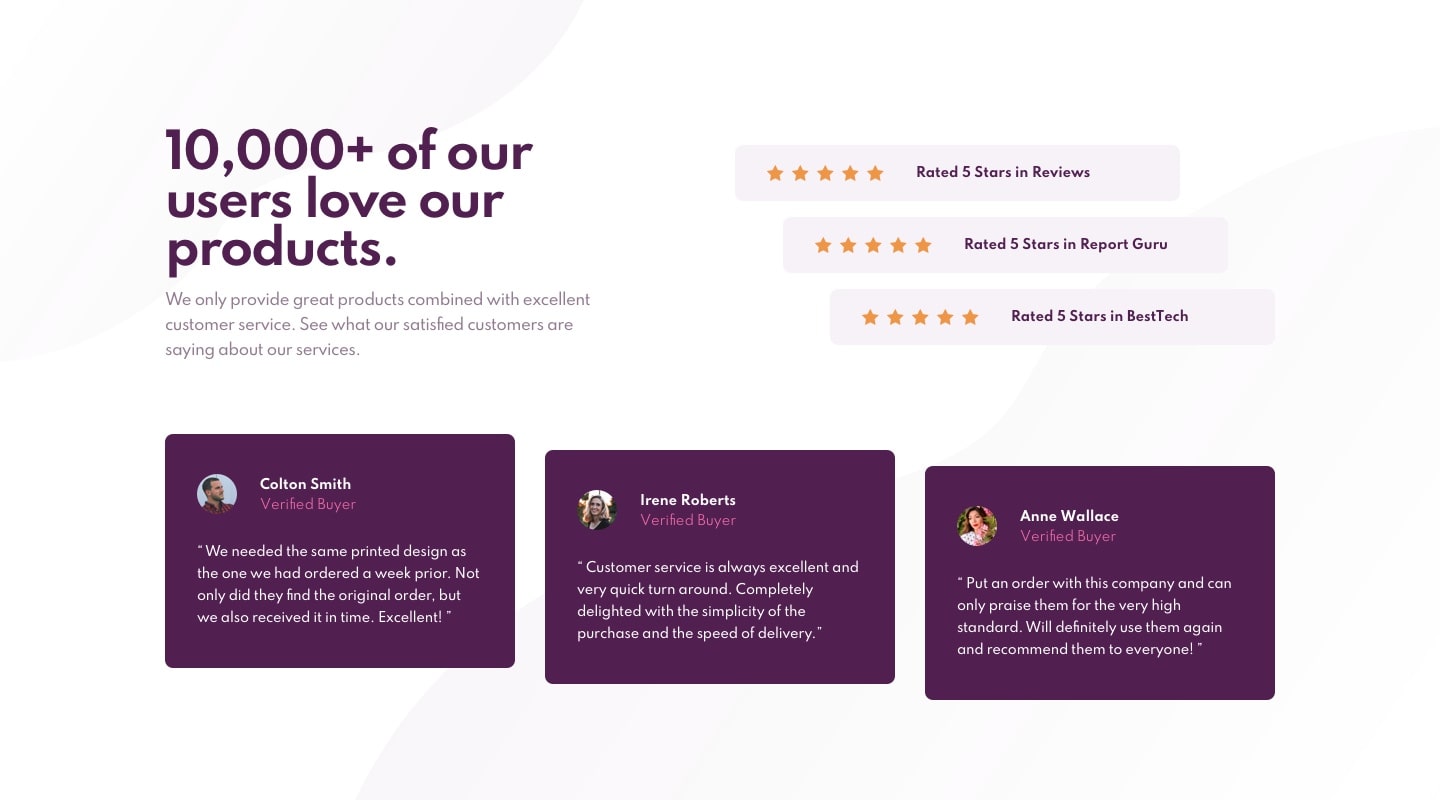 10,000+ of our
users love our
products.
We only provide great products combined with excellent
customer service. See what our satisfied customers are
saying about our services.
Rated 5 Stars in Reviews
Rated 5 Stars in Report Guru
Rated 5 Stars in BestTech
Colton Smith
Verified Buyer
“ We needed the same printed design as
the one we had ordered a week prior. Not
only did they find the original order, but
we also received it in time. Excellent! ”
Irene Roberts
Verified Buyer
“ Customer service is always excellent and
very quick turn around. Completely
delighted with the simplicity of the
purchase and the speed of delivery. ”
Anne Wallace
Verified Buyer
“ Put an order with this company and can
only praise them for the very high
standard. Will definitely use them again
and recommend them to everyone! ”